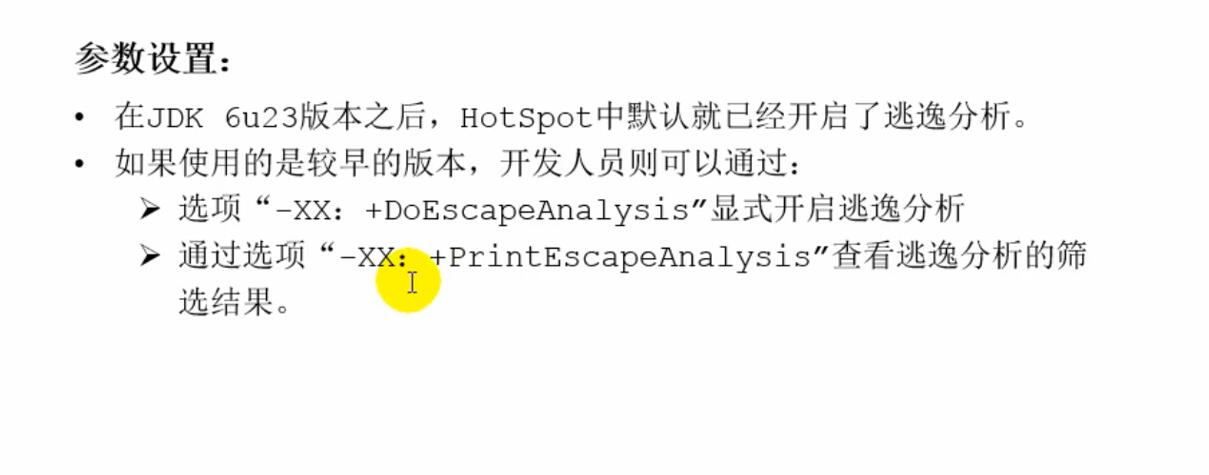 参数设置：
• 在JDK 6u23版本之后，HotSpot中默认就已经开启了逃逸分析。
• 如果使用的是较早的版本，开发人员则可以通过：
➢ 选项“-XX：+DoEscapeAnalysis”显式开启逃逸分析
➢ 通过选项“-XX：+PrintEscapeAnalysis”查看逃逸分析的筛
选结果。